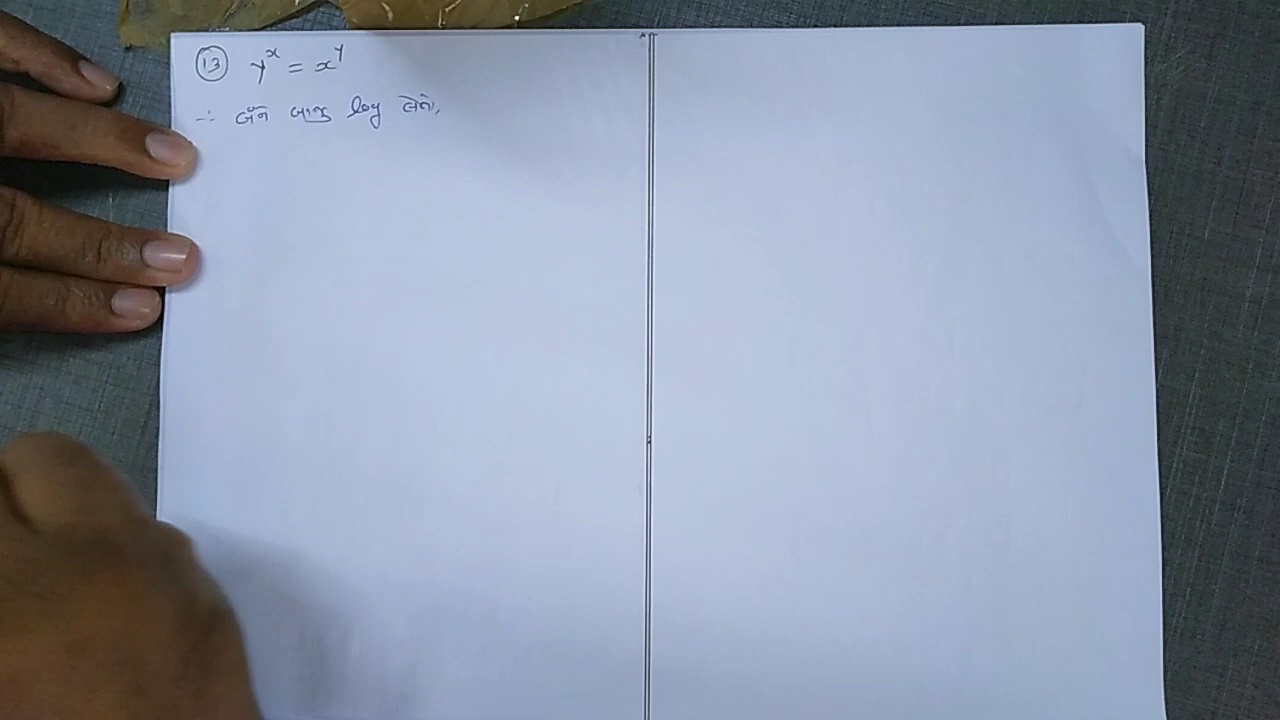 (13) y^x = x^y
∴ બંને બાજુ log લેતાં,